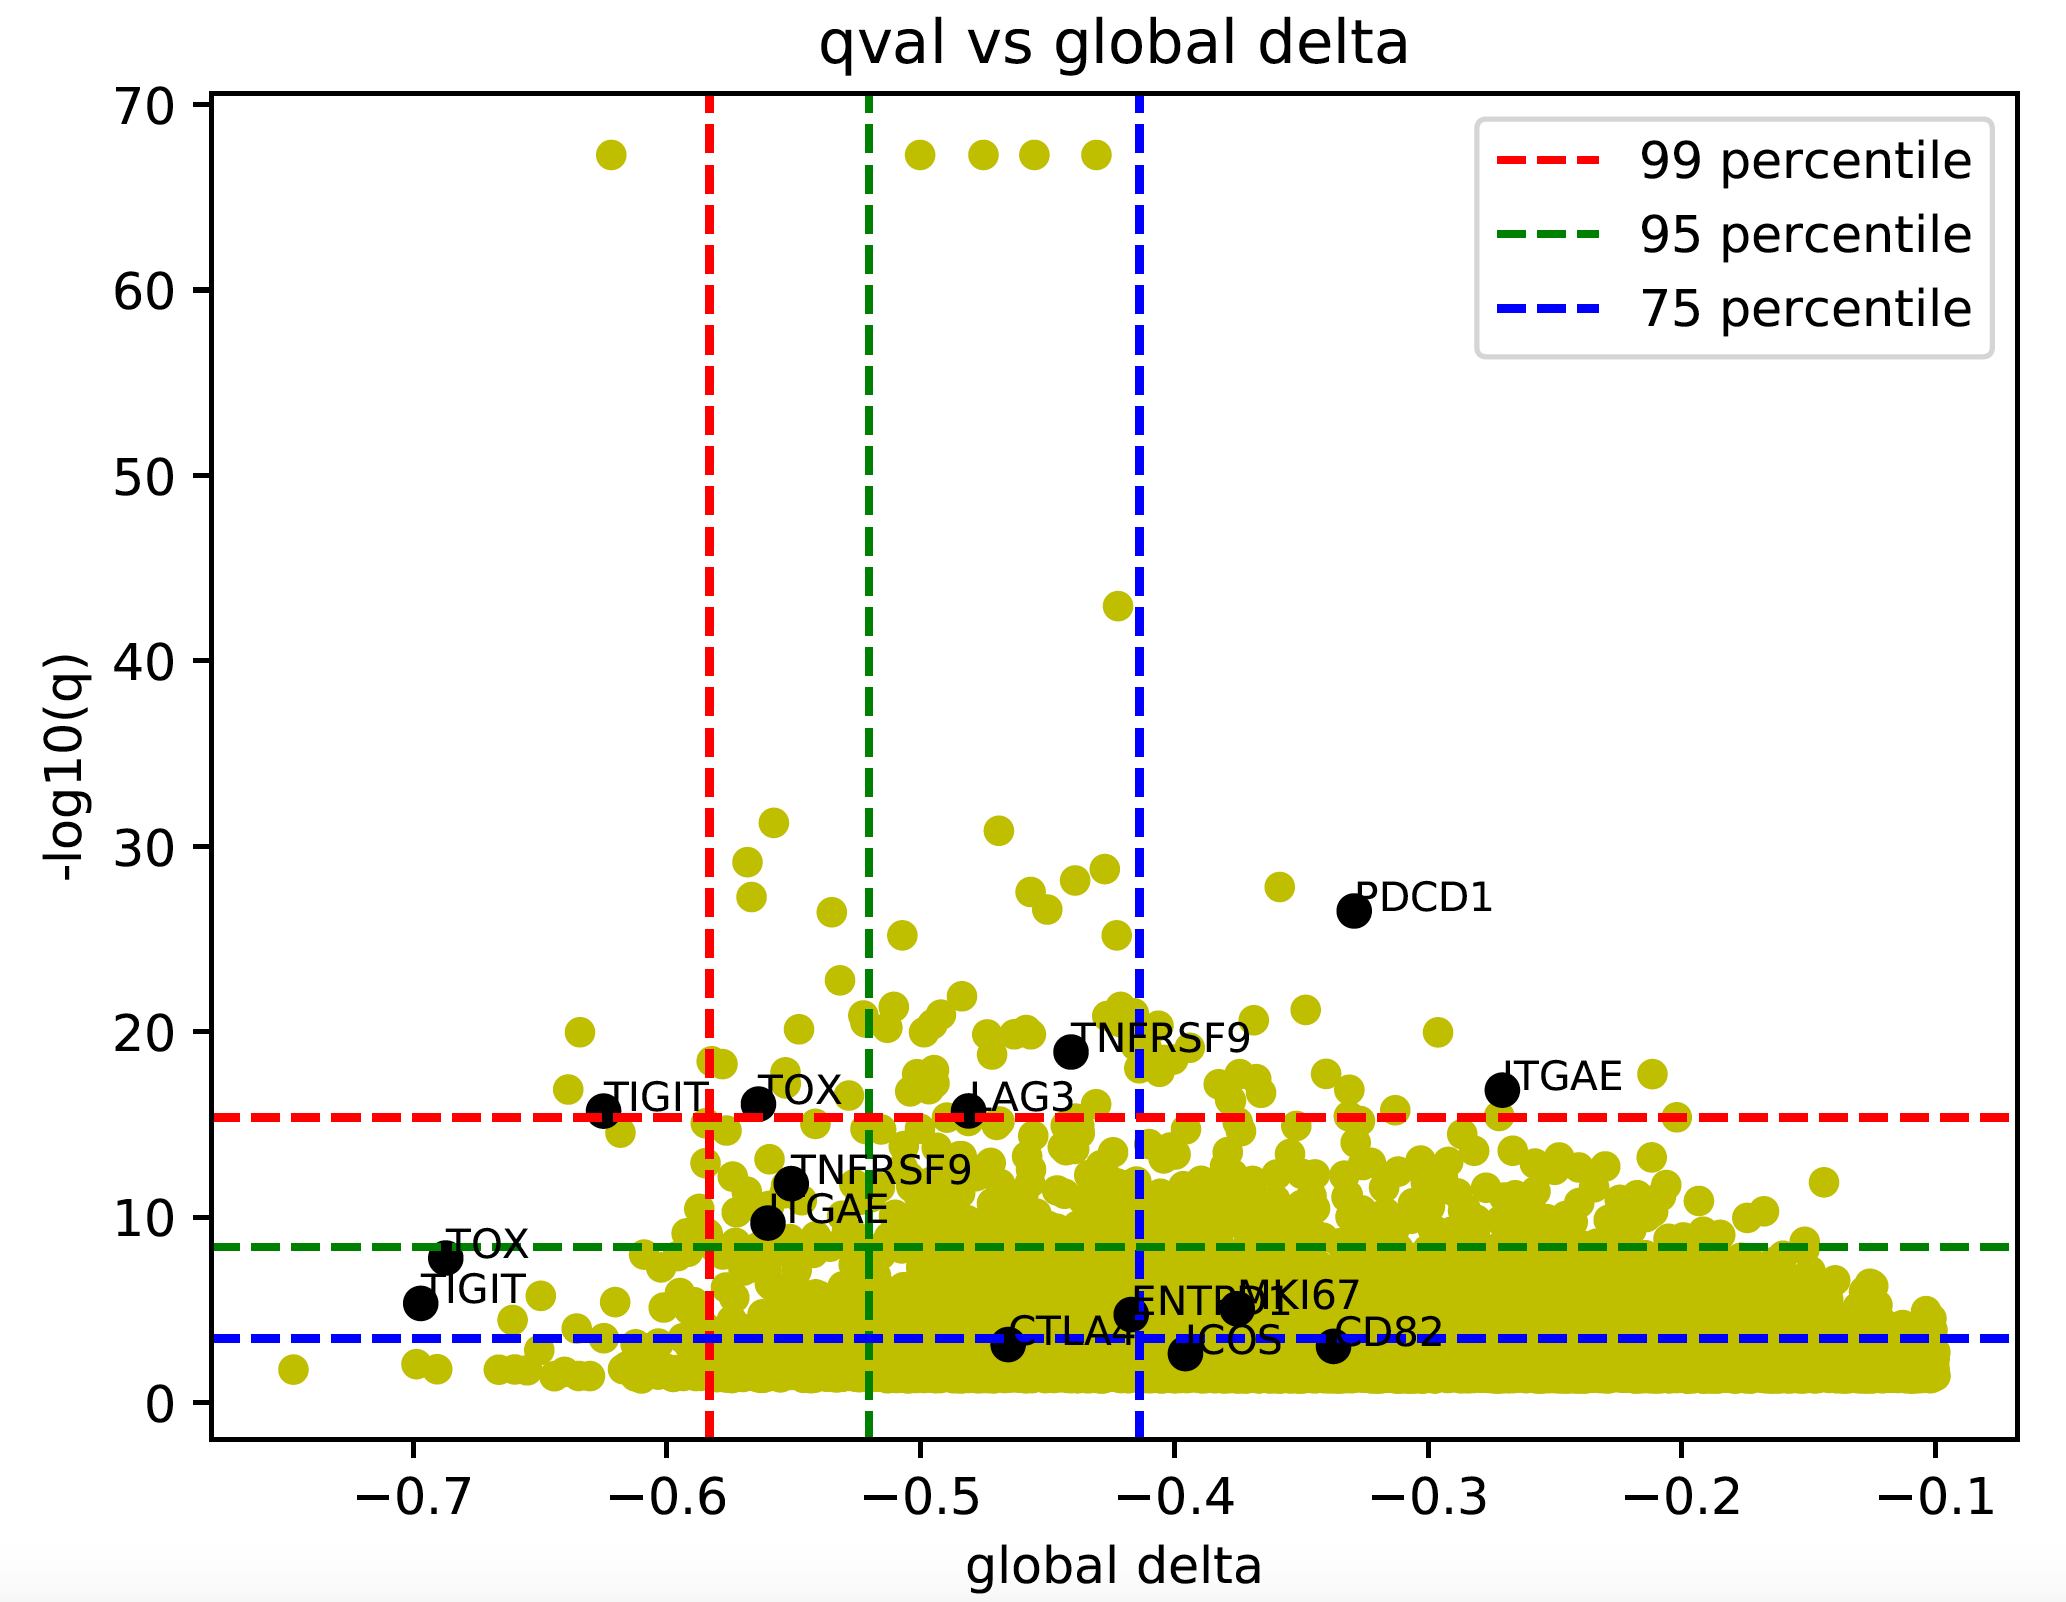 qval vs global delta
70
60
50
40
30
20
10
0
-log10(q)
99 percentile
95 percentile
75 percentile
PDCD1
TNFRSF9
ITGAE
TIGIT
TOX
LAG3
TNFRSF9
ITGAE
TOX
TIGIT
ENTPD1
MKI67
CTLA4
ICOS
CD82
−0.7 −0.6 −0.5 −0.4 −0.3 −0.2 −0.1
global delta